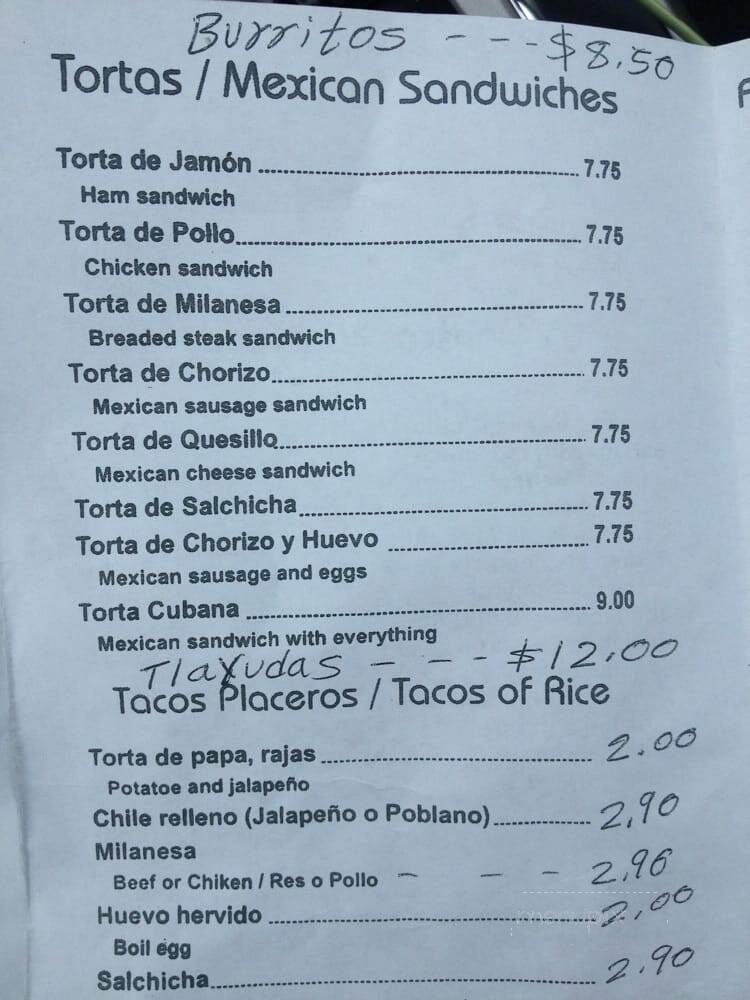 Burritos - - - $8.50
Tortas / Mexican Sandwiches
Torta de Jamón 7.75
Ham sandwich
Torta de Pollo 7.75
Chicken sandwich
Torta de Milanesa 7.75
Breaded steak sandwich
Torta de Chorizo 7.75
Mexican sausage sandwich
Torta de Quesillo 7.75
Mexican cheese sandwich
Torta de Salchicha 7.75
Torta de Chorizo y Huevo 7.75
Mexican sausage and eggs
Torta Cubana 9.00
Mexican sandwich with everything
Tlayudas - - - $12.00
Tacos Placeros / Tacos of Rice
Torta de papa, rajas 2.00
Potatoe and jalapeño
Chile relleno (Jalapeño o Poblano) 2,90
Milanesa
Beef or Chiken / Res o Pollo - - - 2,90
Huevo hervido 2,00
Boil egg
Salchicha 2.90